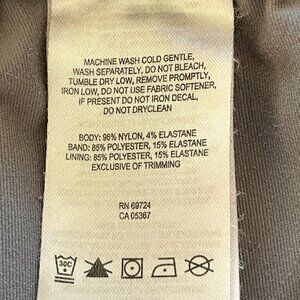 MACHINE WASH COLD GENTLE,
WASH SEPARATELY, DO NOT BLEACH,
TUMBLE DRY LOW, REMOVE PROMPTLY,
IRON LOW, DO NOT USE FABRIC SOFTENER,
IF PRESENT DO NOT IRON DECAL,
DO NOT DRYCLEAN
BODY: 96% NYLON, 4% ELASTANE
BAND: 85% POLYESTER, 15% ELASTANE
LINING: 85% POLYESTER, 15% ELASTANE
EXCLUSIVE OF TRIMMING
RN 69724
CA 05367
30C